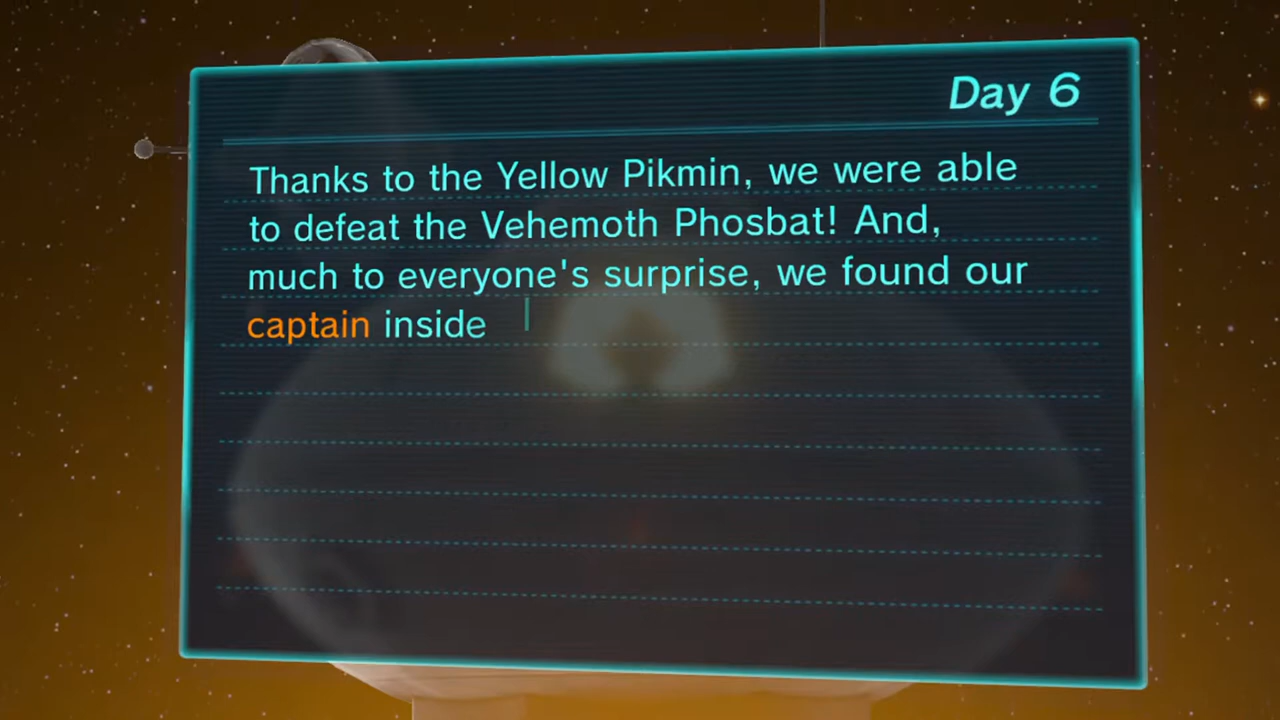 Day 6
Thanks to the Yellow Pikmin, we were able
to defeat the Vehemoth Phosbat! And,
much to everyone's surprise, we found our
captain inside